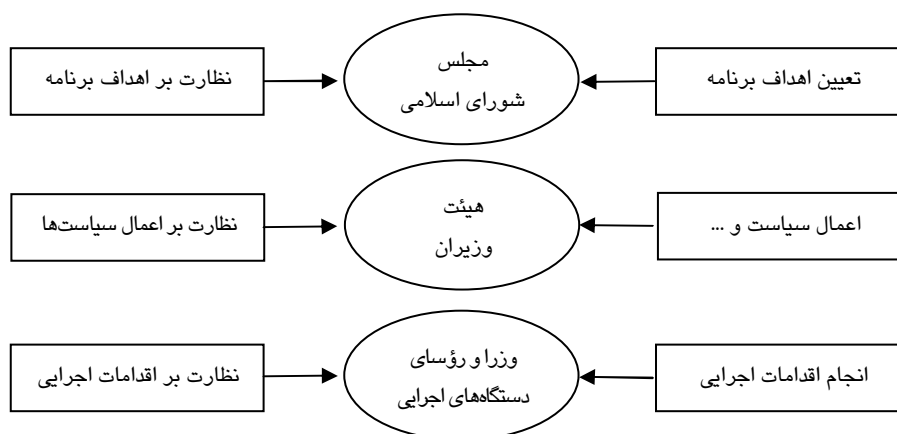 تعیین اهداف برنامه
مجلس
شورای اسلامی
نظارت بر اهداف برنامه
اعمال سیاست و ...
هیئت
وزیران
نظارت بر اعمال سیاست‌ها
انجام اقدامات اجرایی
وزرا و رؤسای
دستگاه‌های اجرایی
نظارت بر اقدامات اجرایی